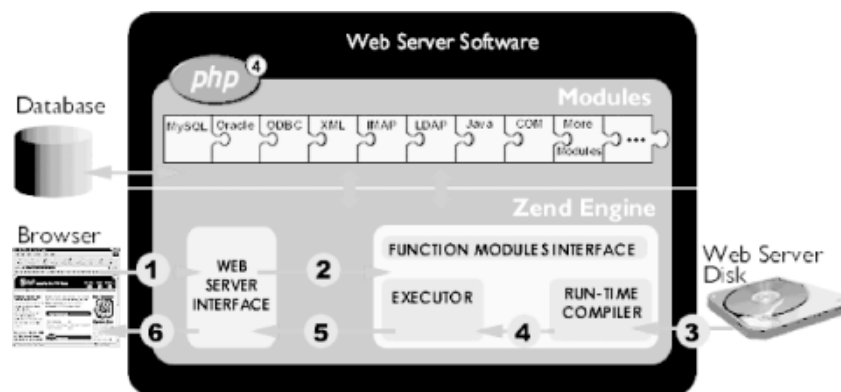 Web Server Software
php 4
Modules
Database
MySQL Oracle ODBC XML IMAP LDAP Java COM More Modules ...
Zend Engine
Browser
FUNCTION MODULES INTERFACE
Web Server
Disk
1
WEB
SERVER
INTERFACE
2
EXECUTOR
RUN-TIME
COMPILER
6
5
4
3